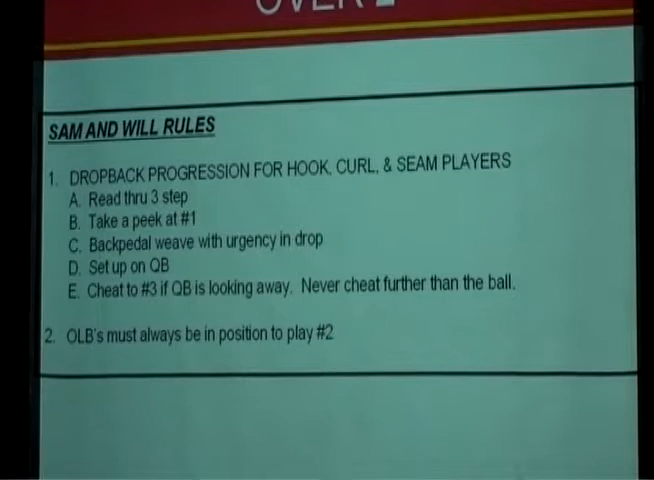 OVER 2
SAM AND WILL RULES
1. DROPBACK PROGRESSION FOR HOOK, CURL, & SEAM PLAYERS
A. Read thru 3 step
B. Take a peek at #1
C. Backpedal weave with urgency in drop
D. Set up on QB
E. Cheat to #3 if QB is looking away. Never cheat further than the ball.
2. OLB's must always be in position to play #2